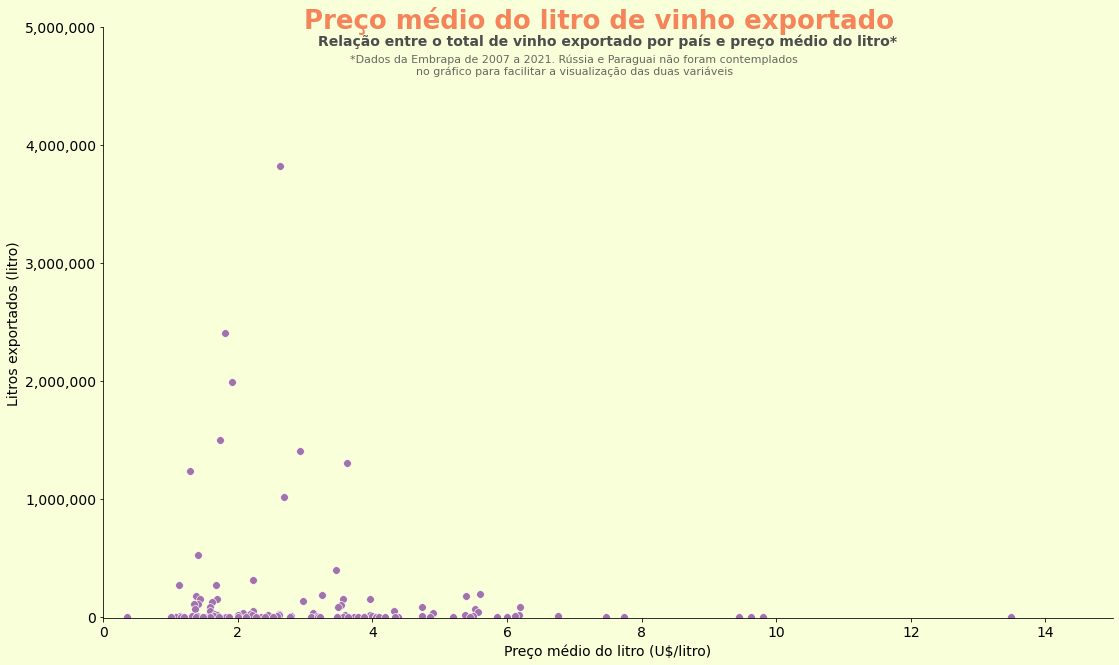 Preço médio do litro de vinho exportado
Relação entre o total de vinho exportado por país e preço médio do litro*
*Dados da Embrapa de 2007 a 2021. Rússia e Paraguai não foram contemplados
no gráfico para facilitar a visualização das duas variáveis
Litros exportados (litro)
5,000,000
4,000,000
3,000,000
2,000,000
1,000,000
0
0 2 4 6 8 10 12 14
Preço médio do litro (U$/litro)